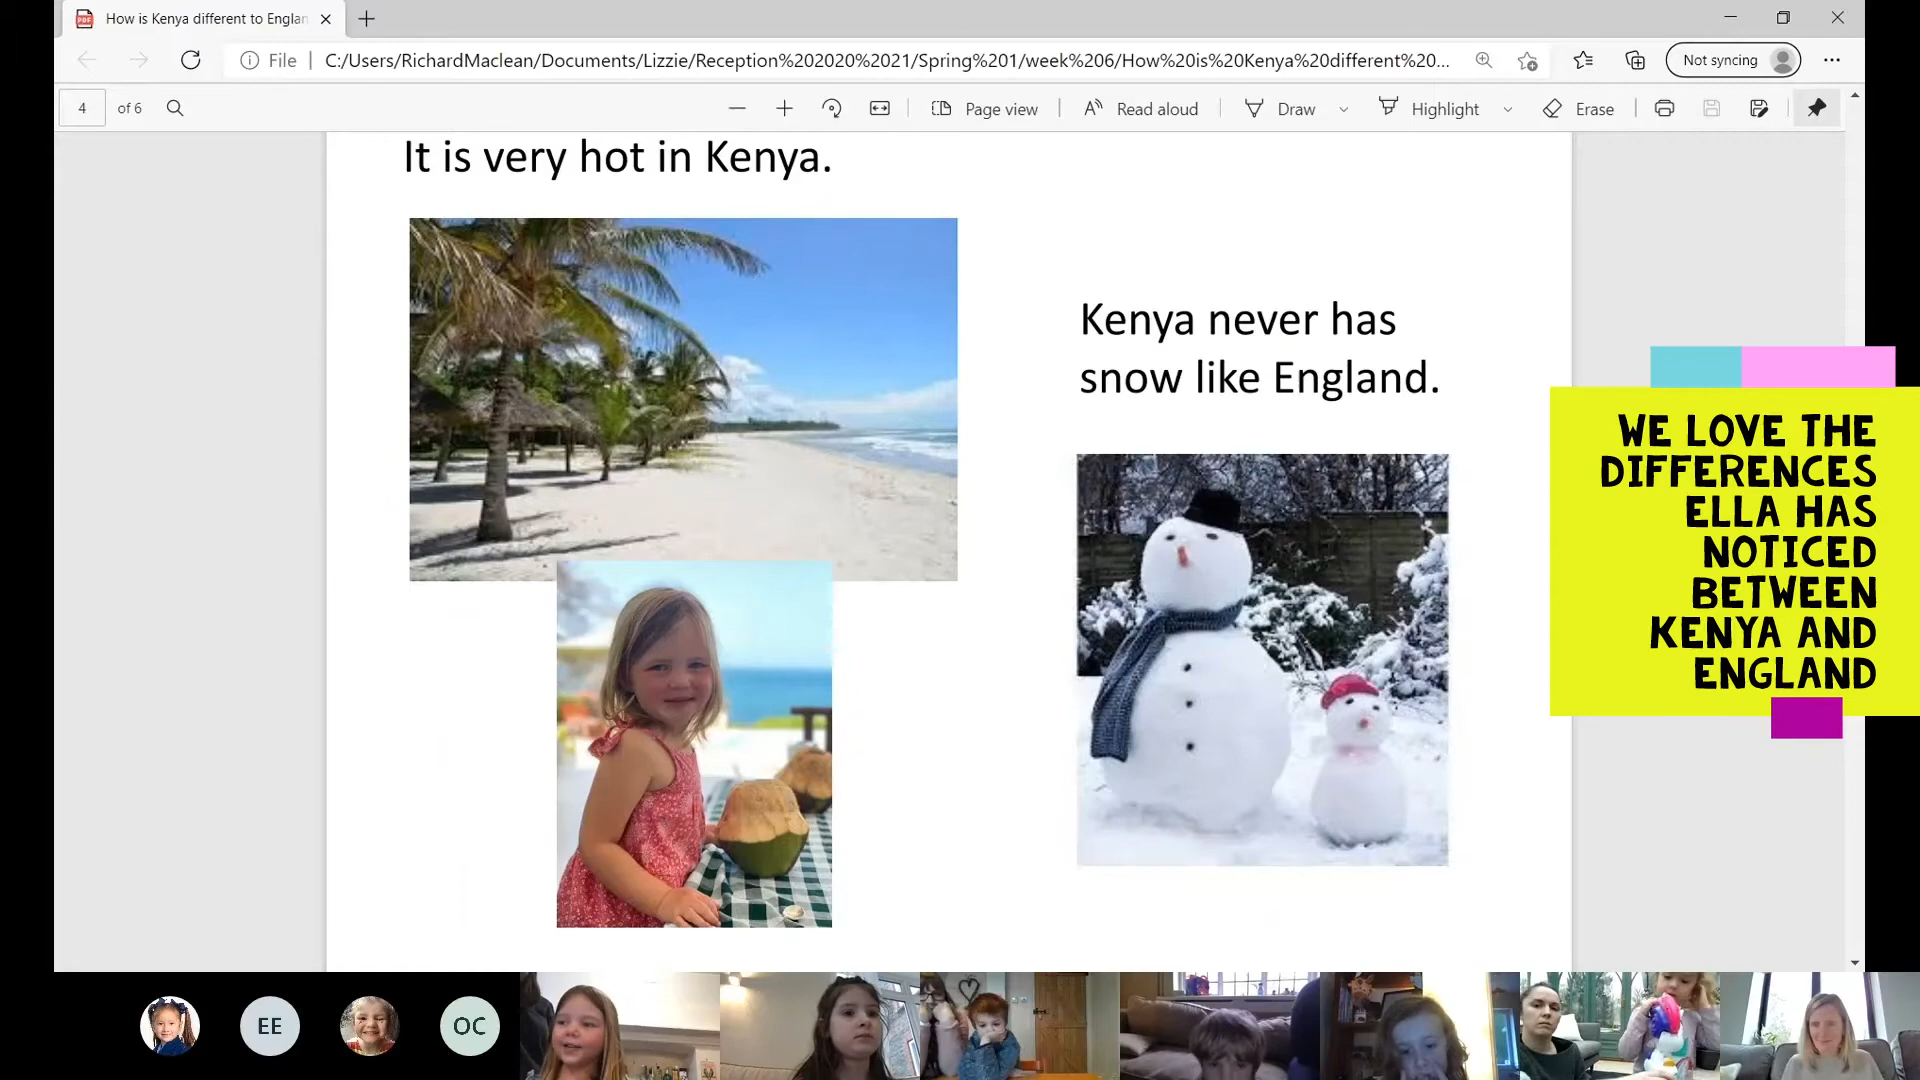 How is Kenya different to Englan
File
C:/Users/RichardMaclean/Documents/Lizzie/Reception%202020%2021/Spring%201/week%206/How%20is%20Kenya%20different%20...
Not syncing
4 of 6
Page view
Read aloud
Draw
Highlight
Erase
It is very hot in Kenya.
Kenya never has
snow like England.
WE LOVE THE
DIFFERENCES
ELLA HAS
NOTICED
BETWEEN
KENYA AND
ENGLAND
EE
OC